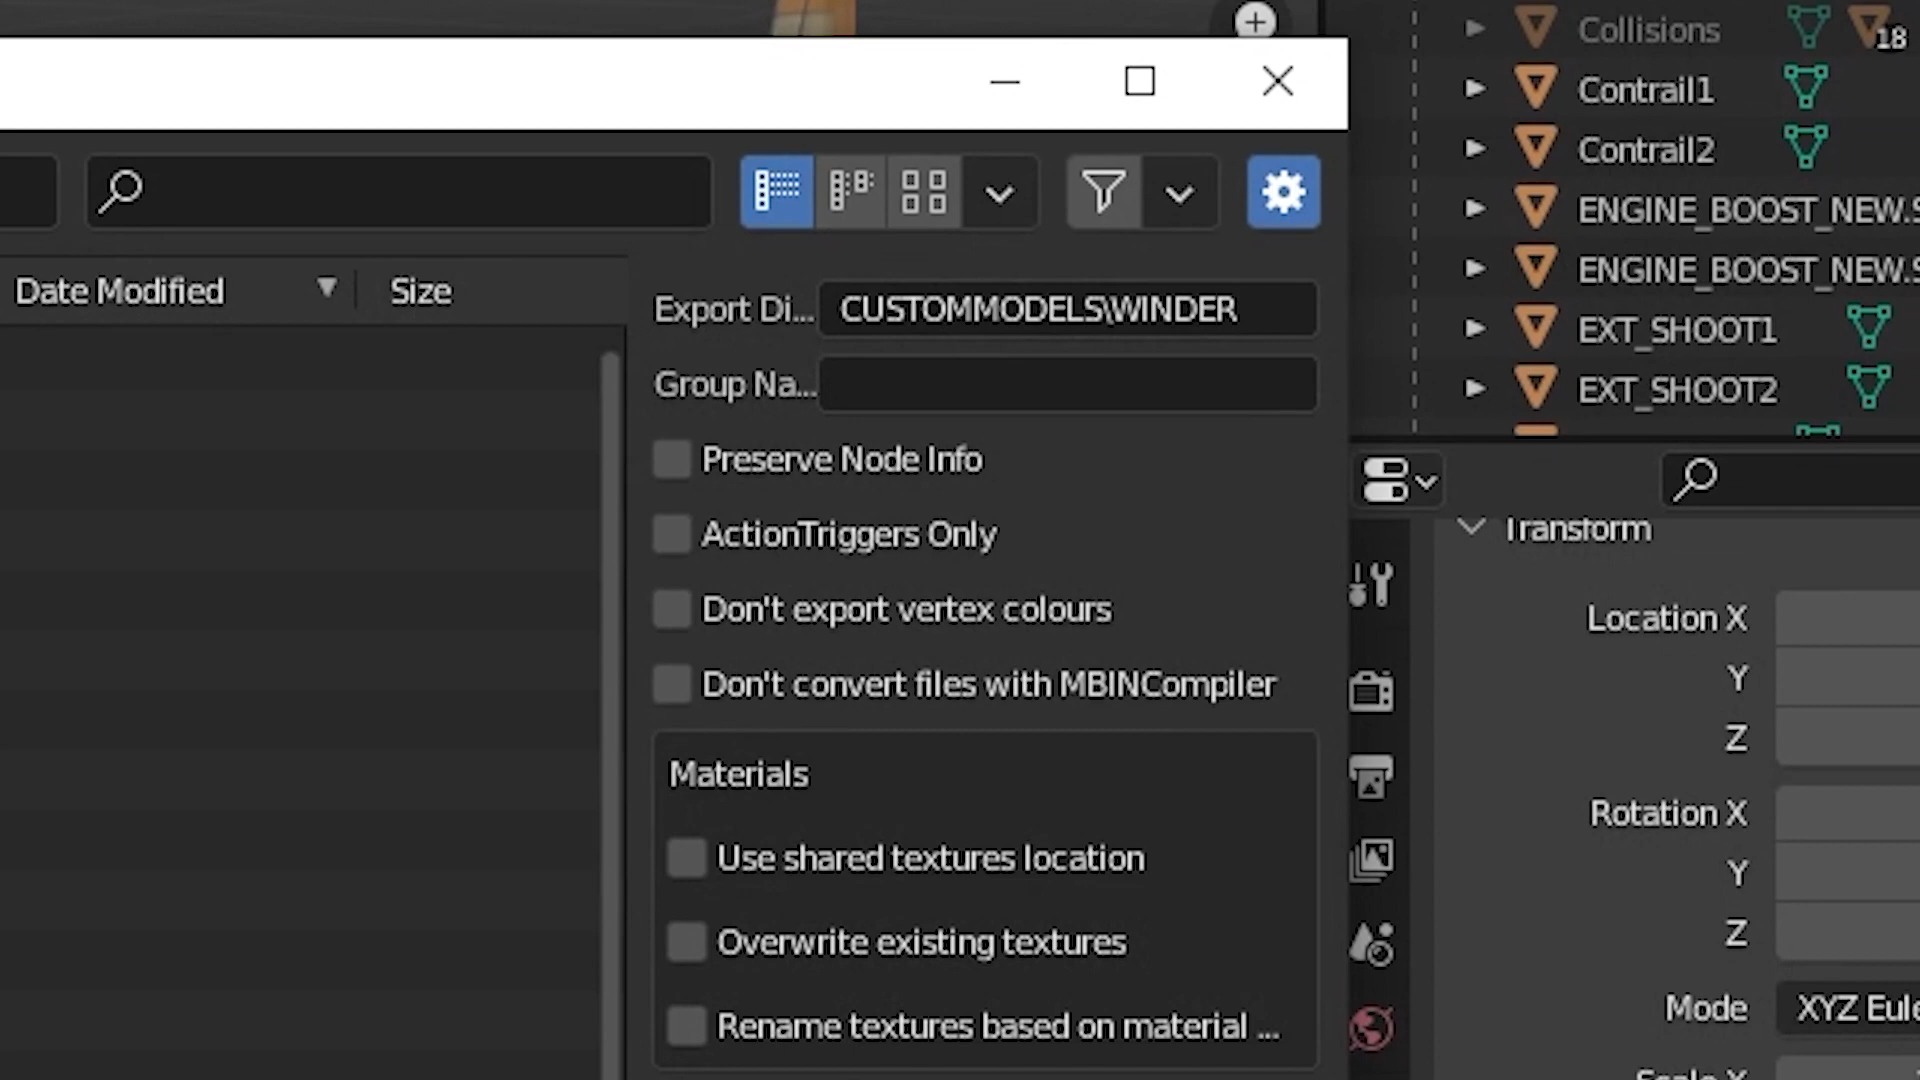 Collisions
18
Contrail1
Contrail2
ENGINE_BOOST_NEW.S
ENGINE_BOOST_NEW.S
EXT_SHOOT1
EXT_SHOOT2
Date Modified
Size
Export Di... CUSTOMMODELS\WINDER
Group Na...
Preserve Node Info
ActionTriggers Only
Don't export vertex colours
Don't convert files with MBINCompiler
Materials
Use shared textures location
Overwrite existing textures
Rename textures based on material ...
Transform
Location X
Y
Z
Rotation X
Y
Z
Mode XYZ Eule
Scale X